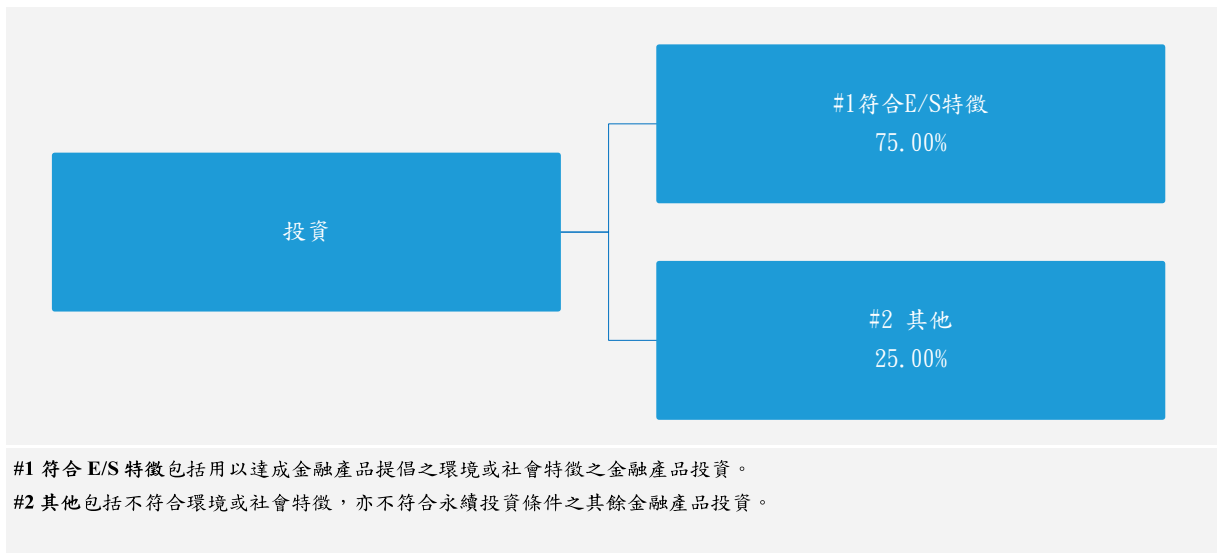 #1符合E/S特徵
75.00%
投資
#2 其他
25.00%
#1 符合 E/S 特徵包括用以達成金融產品提倡之環境或社會特徵之金融產品投資。
#2 其他包括不符合環境或社會特徵，亦不符合永續投資條件之其餘金融產品投資。